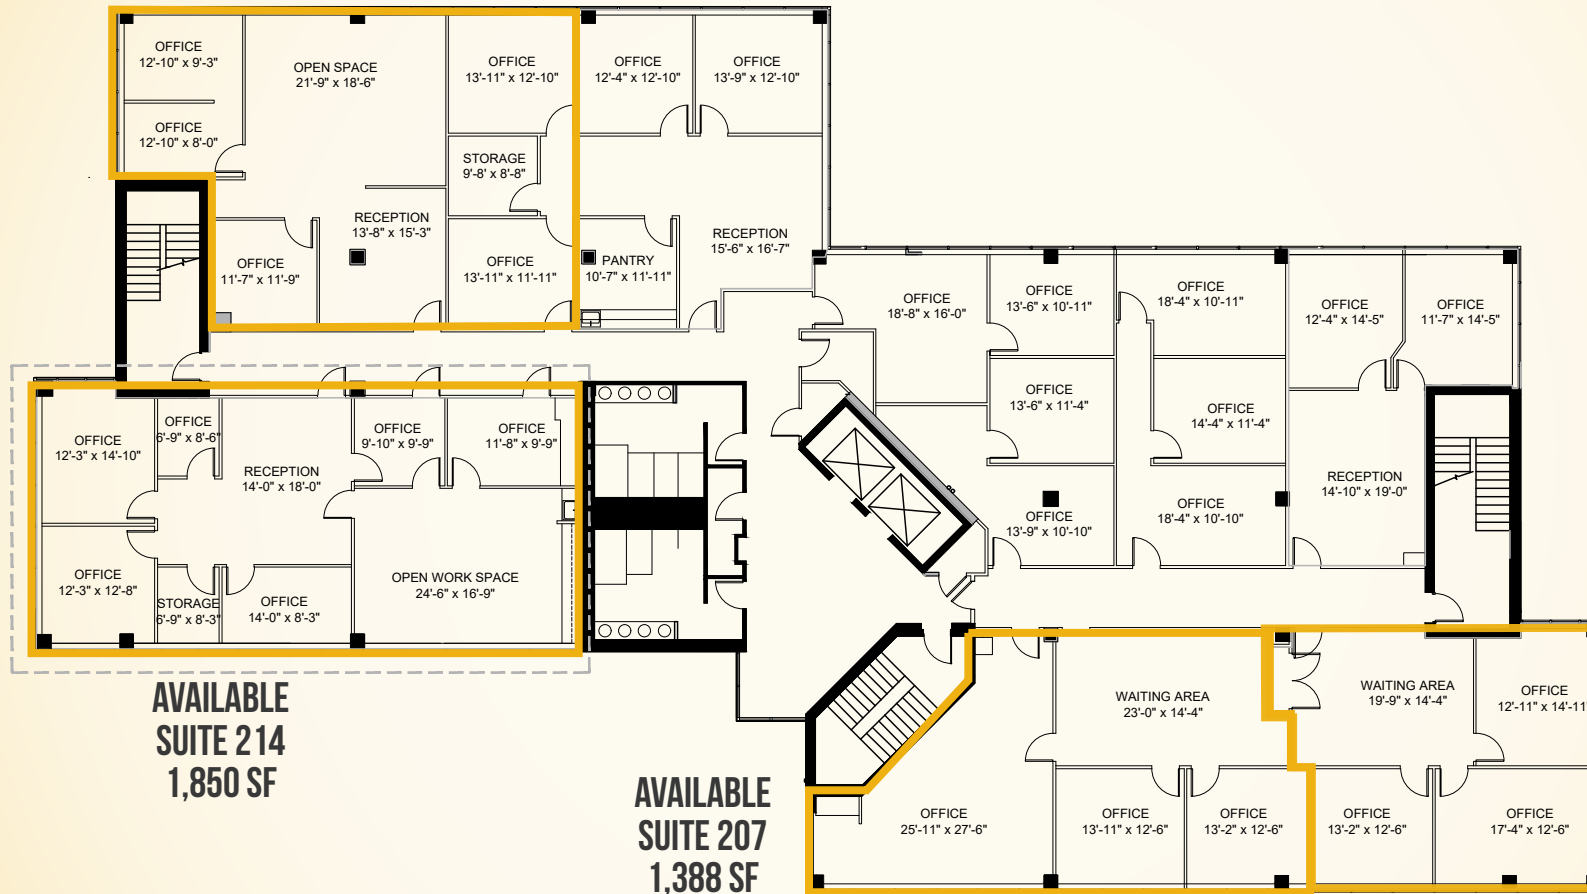 OFFICE
12'-10" x 9'-3"
OPEN SPACE
21'-9" x 18'-6"
OFFICE
13'-11" x 12'-10"
OFFICE
12'-4" x 12'-10"
OFFICE
13'-9" x 12'-10"
OFFICE
12'-10" x 8'-0"
STORAGE
9'-8' x 8'-8"
RECEPTION
13'-8" x 15'-3"
RECEPTION
15'-6" x 16'-7"
OFFICE
11'-7" x 11'-9"
OFFICE
13'-11" x 11'-11"
PANTRY
10'-7" x 11'-11"
OFFICE
18'-8" x 16'-0"
OFFICE
13'-6" x 10'-11"
OFFICE
18'-4" x 10'-11"
OFFICE
12'-4" x 14'-5"
OFFICE
11'-7" x 14'-5"
OFFICE
13'-6" x 11'-4"
OFFICE
14'-4" x 11'-4"
OFFICE
12'-3" x 14'-10"
OFFICE
6'-9" x 8'-6"
OFFICE
9'-10" x 9'-9"
OFFICE
11'-8" x 9'-9"
RECEPTION
14'-0" x 18'-0"
RECEPTION
14'-10" x 19'-0"
OFFICE
13'-9" x 10'-10"
OFFICE
18'-4" x 10'-10"
OFFICE
12'-3" x 12'-8"
STORAGE
6'-9" x 8'-3"
OFFICE
14'-0" x 8'-3"
OPEN WORK SPACE
24'-6" x 16'-9"
AVAILABLE
SUITE 214
1,850 SF
WAITING AREA
23'-0" x 14'-4"
WAITING AREA
19'-9" x 14'-4"
OFFICE
12'-11" x 14'-11"
AVAILABLE
SUITE 207
1,388 SF
OFFICE
25'-11" x 27'-6"
OFFICE
13'-11" x 12'-6"
OFFICE
13'-2" x 12'-6"
OFFICE
13'-2" x 12'-6"
OFFICE
17'-4" x 12'-6"